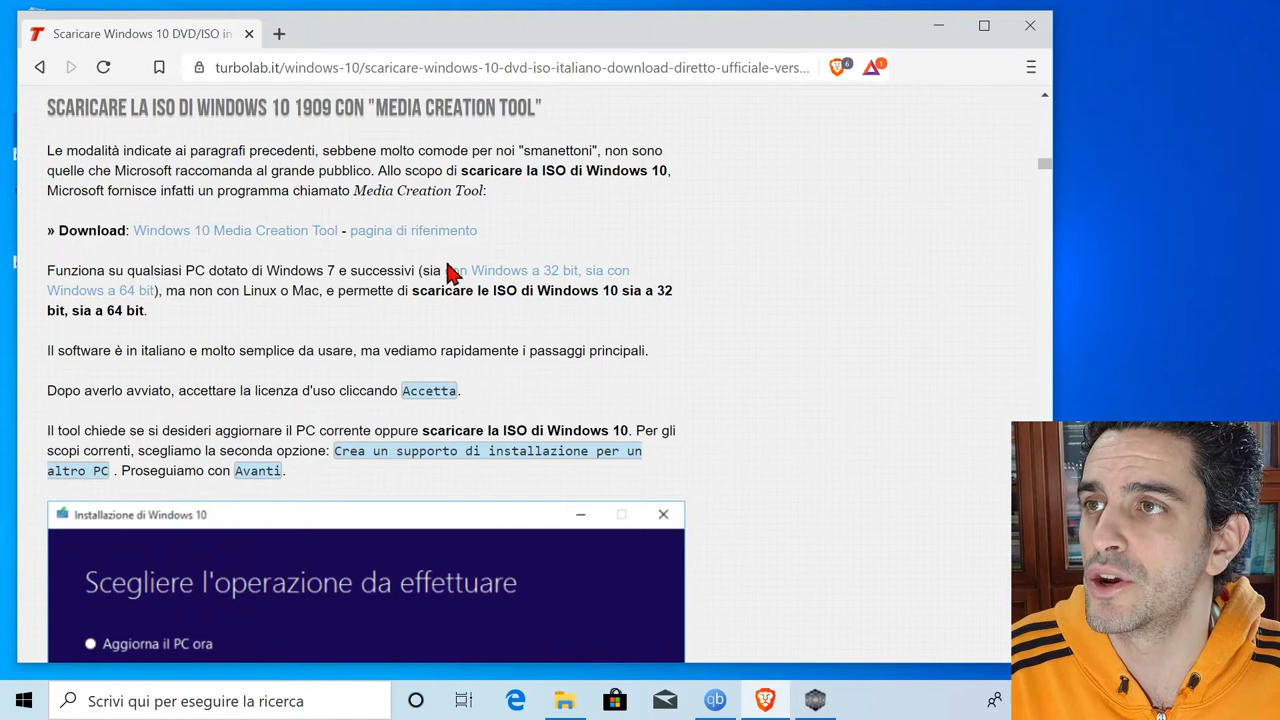 Scaricare Windows 10 DVD/ISO in
turbolab.it/windows-10/scaricare-windows-10-dvd-iso-italiano-download-diretto-ufficiale-vers...
6
1
SCARICARE LA ISO DI WINDOWS 10 1909 CON "MEDIA CREATION TOOL"
Le modalità indicate ai paragrafi precedenti, sebbene molto comode per noi "smanettoni", non sono
quelle che Microsoft raccomanda al grande pubblico. Allo scopo di scaricare la ISO di Windows 10,
Microsoft fornisce infatti un programma chiamato Media Creation Tool:
» Download: Windows 10 Media Creation Tool - pagina di riferimento
Funziona su qualsiasi PC dotato di Windows 7 e successivi (sia con Windows a 32 bit, sia con
Windows a 64 bit), ma non con Linux o Mac, e permette di scaricare le ISO di Windows 10 sia a 32
bit, sia a 64 bit.
Il software è in italiano e molto semplice da usare, ma vediamo rapidamente i passaggi principali.
Dopo averlo avviato, accettare la licenza d'uso cliccando Accetta.
Il tool chiede se si desideri aggiornare il PC corrente oppure scaricare la ISO di Windows 10. Per gli
scopi correnti, scegliamo la seconda opzione: Crea un supporto di installazione per un
altro PC . Proseguiamo con Avanti.
Installazione di Windows 10
Scegliere l'operazione da effettuare
Aggiorna il PC ora
Scrivi qui per eseguire la ricerca
qb